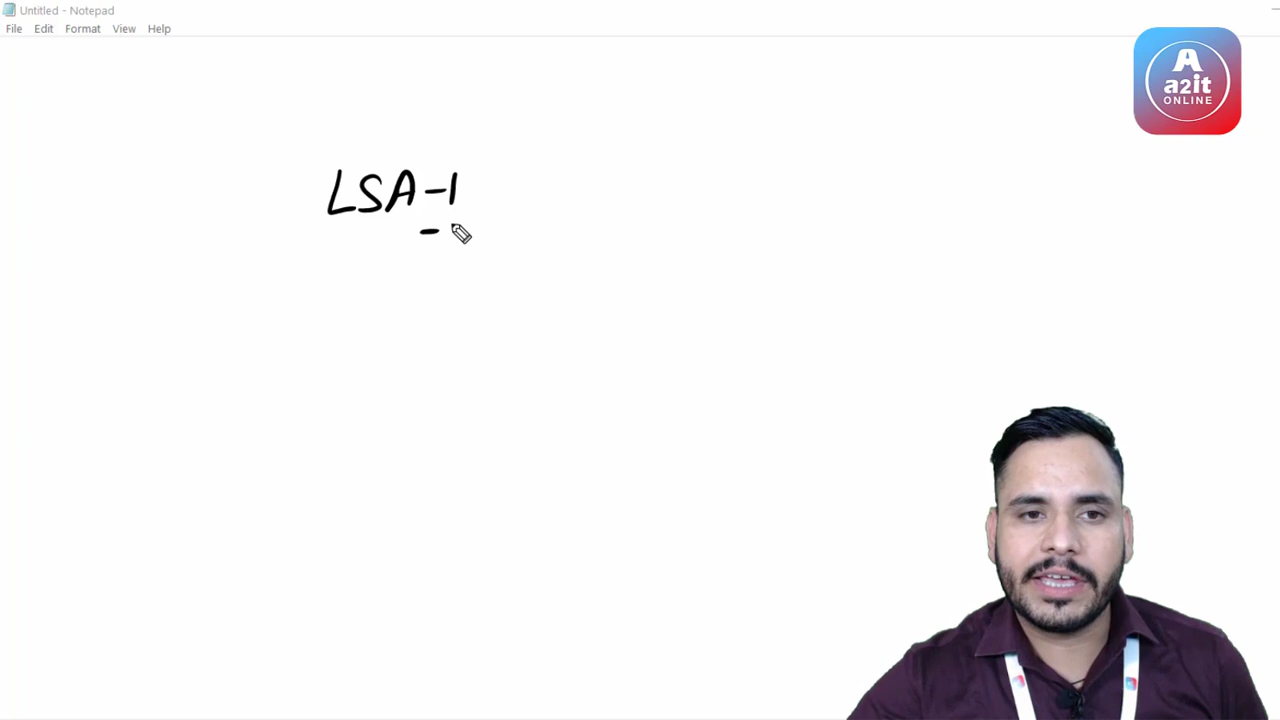 Untitled - Notepad
File Edit Format View Help
A
a2it
ONLINE
LSA-1
-